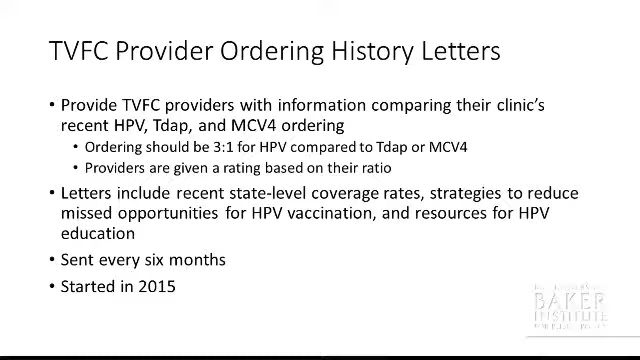 TVFC Provider Ordering History Letters
• Provide TVFC providers with information comparing their clinic's
recent HPV, Tdap, and MCV4 ordering
• Ordering should be 3:1 for HPV compared to Tdap or MCV4
• Providers are given a rating based on their ratio
• Letters include recent state-level coverage rates, strategies to reduce
missed opportunities for HPV vaccination, and resources for HPV
education
• Sent every six months
• Started in 2015
BAKER
INSTITUTE